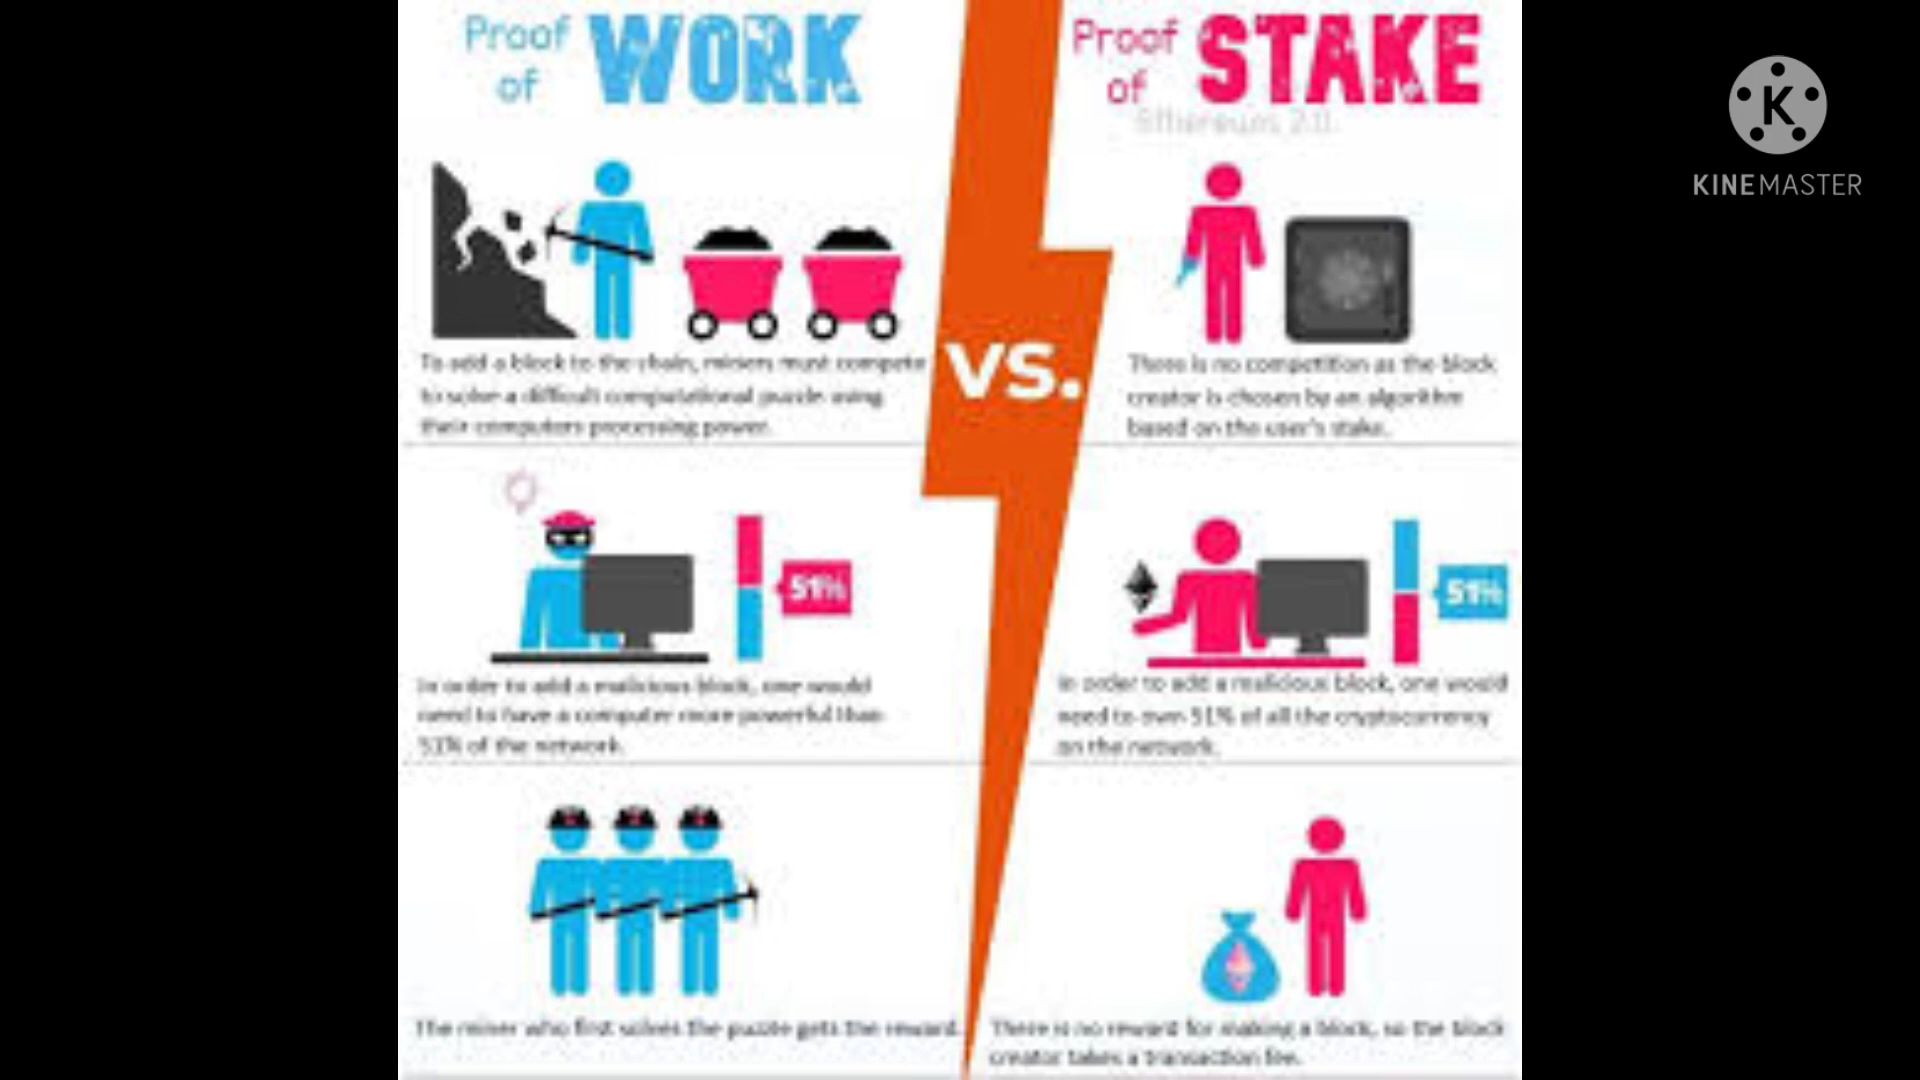 Proof
of
WORK
Proof
of
STAKE
Ethereum 2.0
KINEMASTER
VS.
To add a block to the chain, miners must compete
to solve a difficult computational puzzle using
their computers processing power.
There is no competition as the block
creator is chosen by an algorithm
based on the user's stake.
51%
51%
In order to add a malicious block, one would
need to have a computer more powerful than
51% of the network.
In order to add a malicious block, one would
need to own 51% of all the cryptocurrency
on the network.
The miner who first solves the puzzle gets the reward.
There is no reward for making a block, so the block
creator takes a transaction fee.